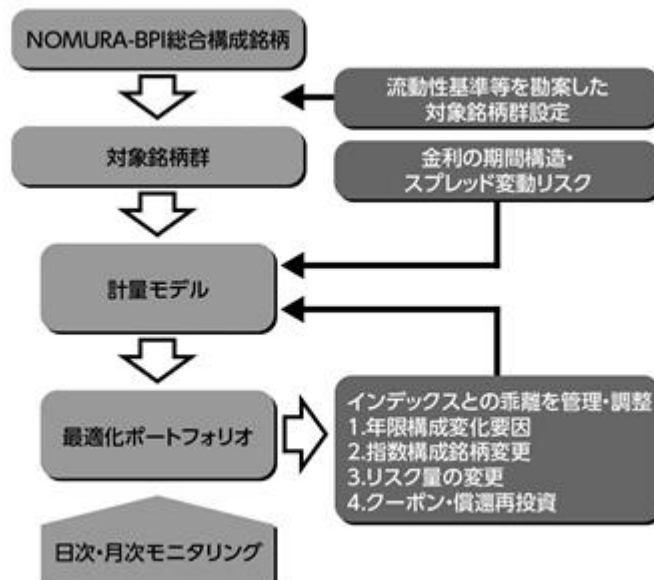 NOMURA-BPI総合構成銘柄
流動性基準等を勘案した
対象銘柄群設定
対象銘柄群
金利の期間構造・
スプレッド変動リスク
計量モデル
最適化ポートフォリオ
インデックスとの乖離を管理・調整
1.年限構成変化要因
2.指数構成銘柄変更
3.リスク量の変更
4.クーポン・償還再投資
日次・月次モニタリング